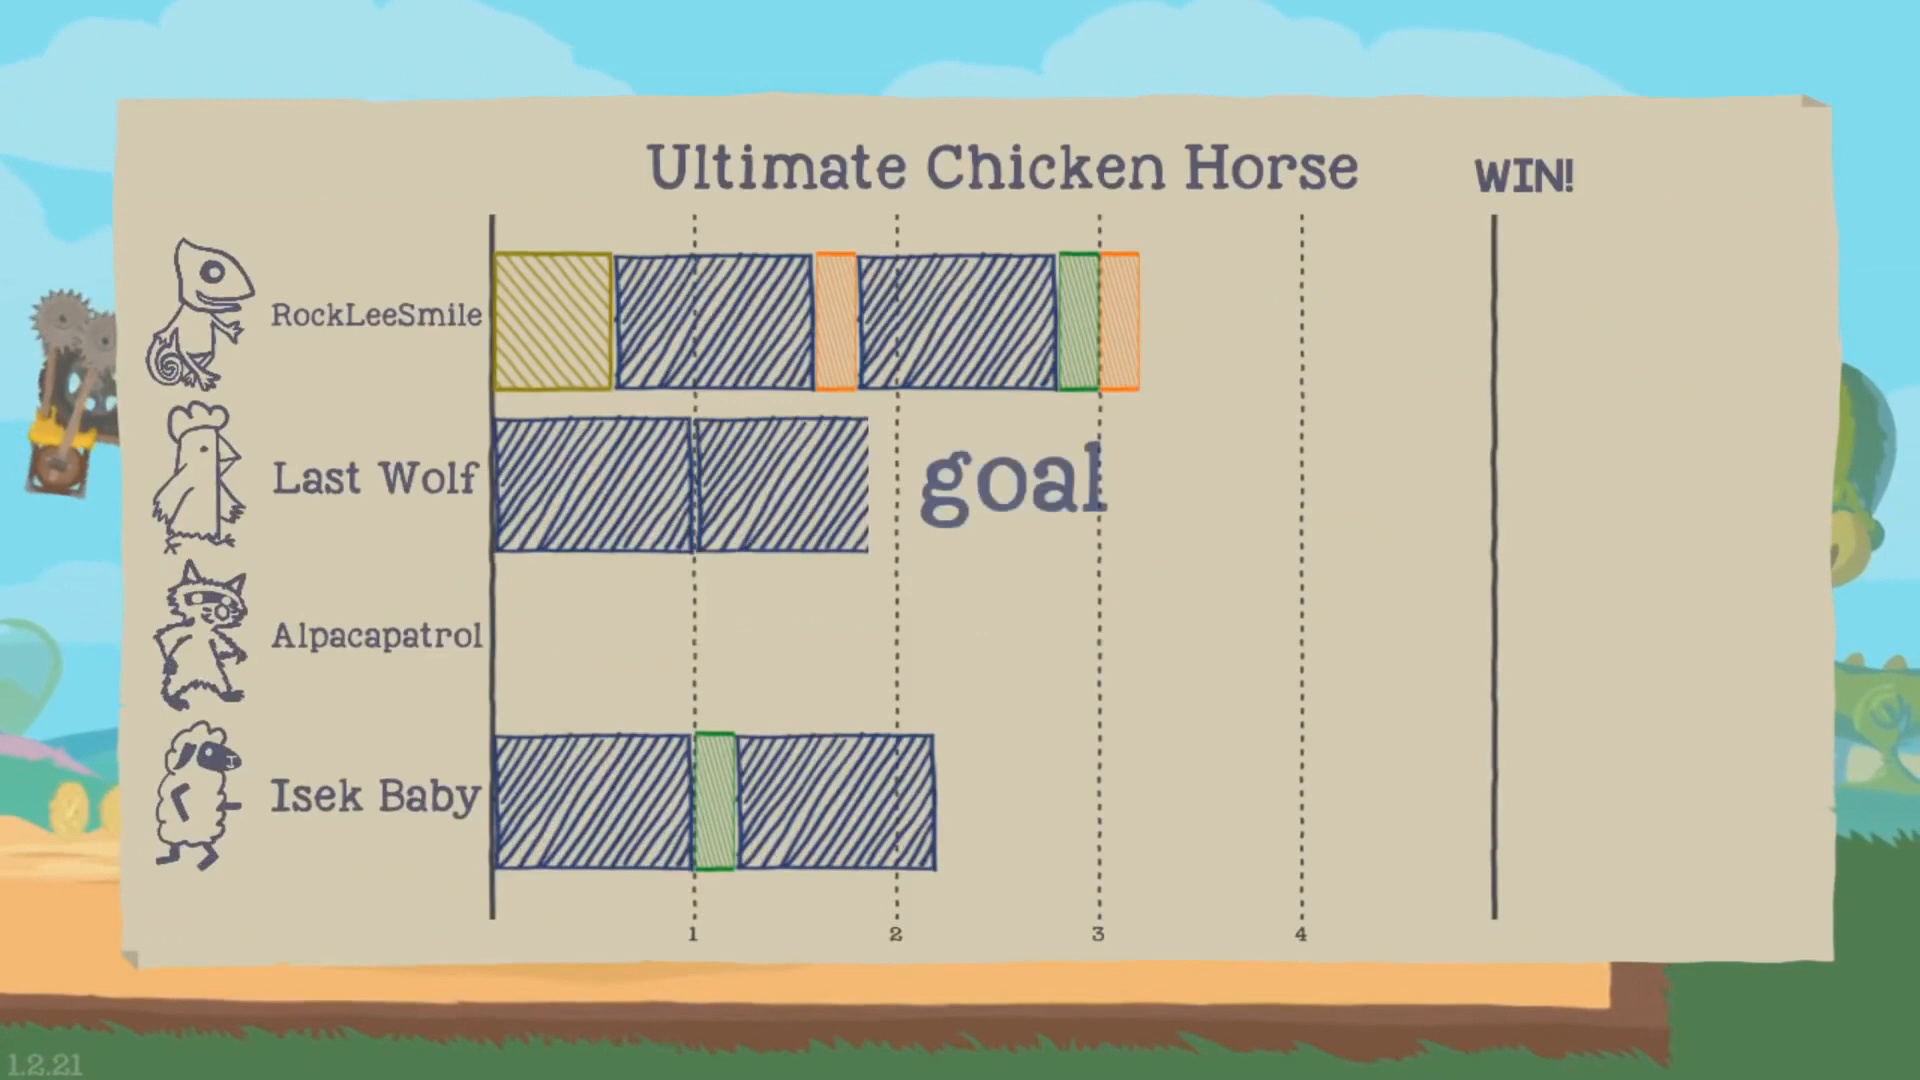 Ultimate Chicken Horse
WIN!
RockLeeSmile
Last Wolf
goal
Alpacapatrol
Isek Baby
1 2 3 4
1.2.21